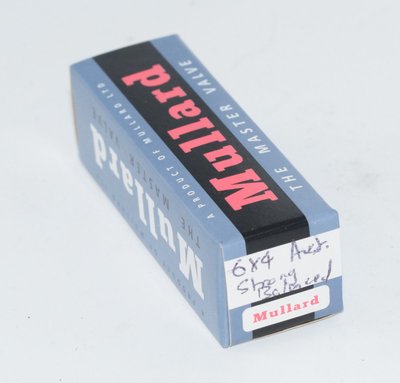 Mullard
THE MASTER VALVE
A PRODUCT OF MULLARD LTD
THE MASTER VALVE
Mullard
6X4
Strong
Balanced
Mullard